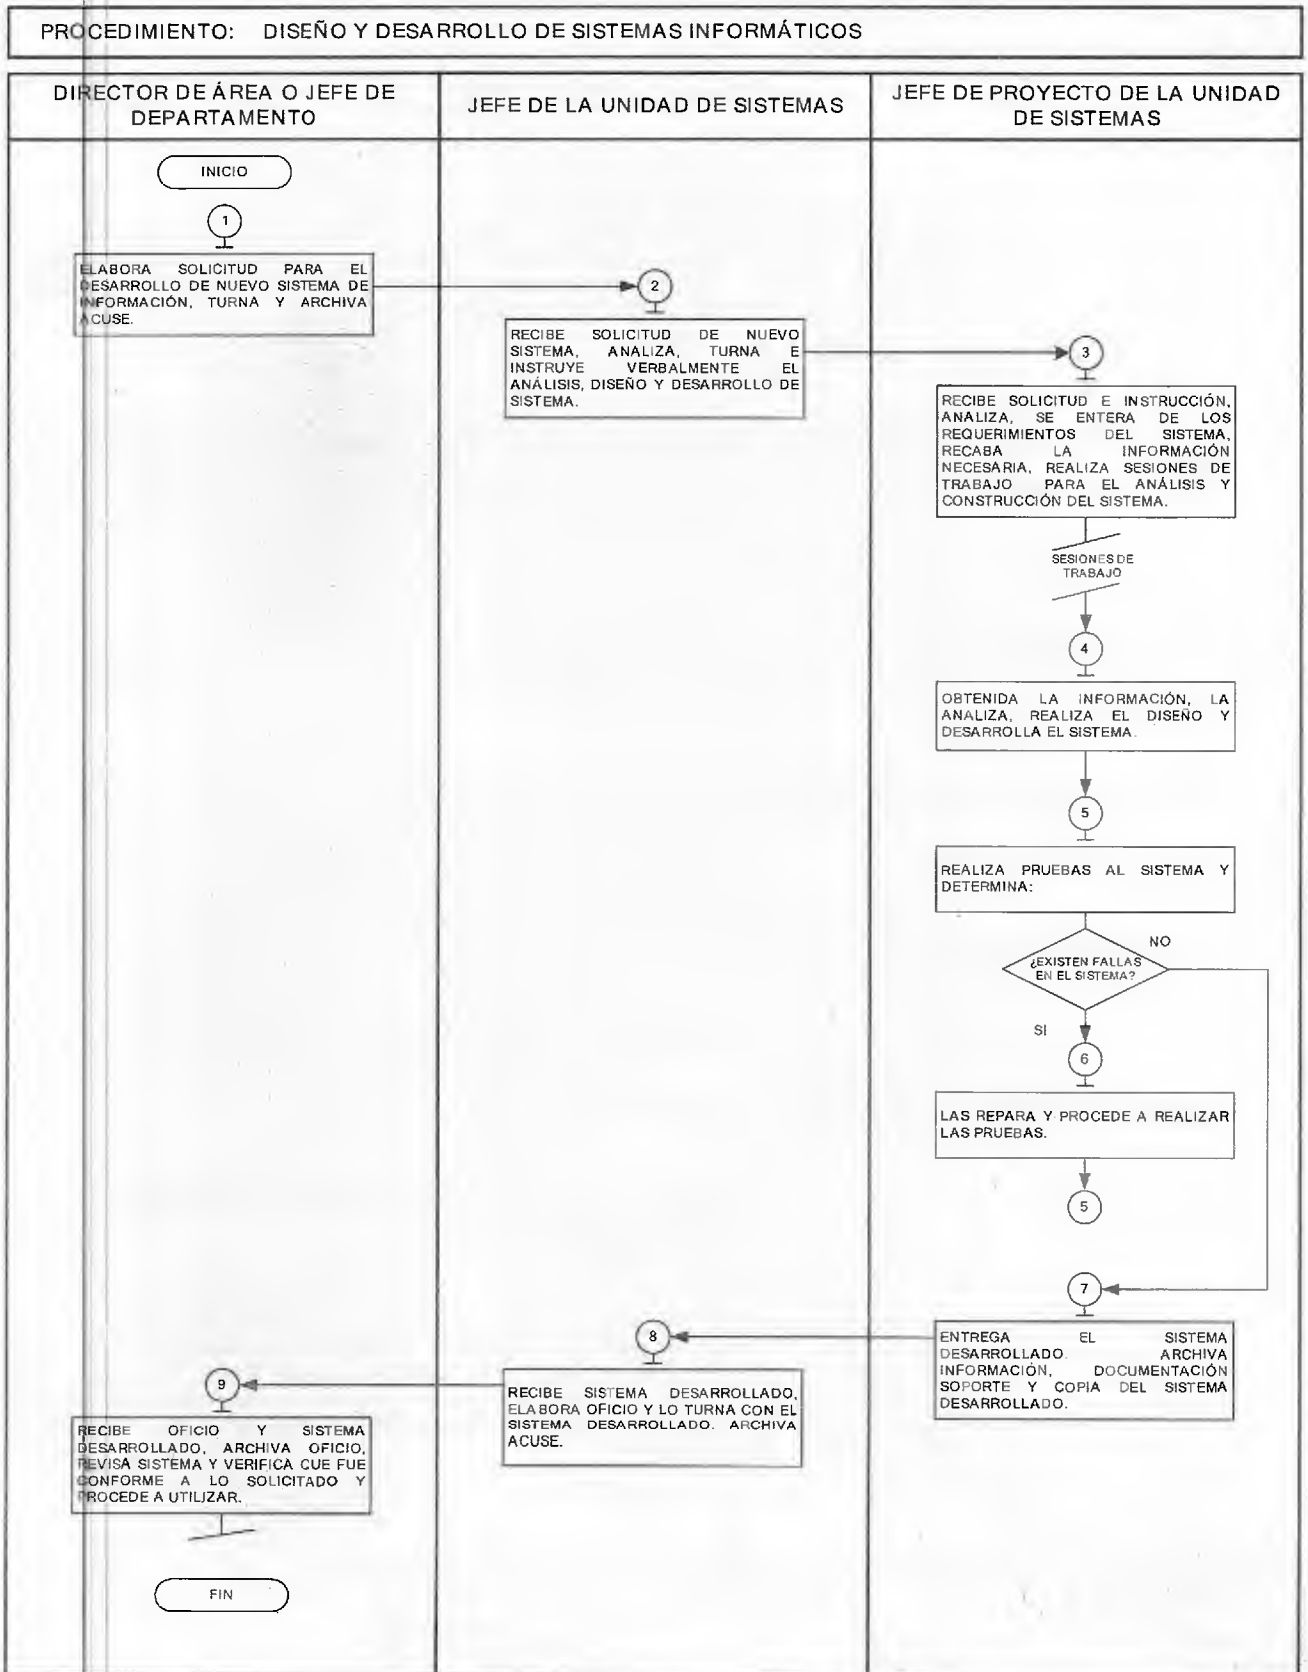 PROCEDIMIENTO: DISEÑO Y DESARROLLO DE SISTEMAS INFORMÁTICOS
DIRECTOR DE ÁREA O JEFE DE
DEPARTAMENTO
JEFE DE LA UNIDAD DE SISTEMAS
JEFE DE PROYECTO DE LA UNIDAD
DE SISTEMAS
INICIO
1
ELABORA SOLICITUD PARA EL
DESARROLLO DE NUEVO SISTEMA DE
INFORMACIÓN, TURNA Y ARCHIVA
ACUSE.
2
RECIBE SOLICITUD DE NUEVO
SISTEMA, ANALIZA, TURNA E
INSTRUYE VERBALMENTE EL
ANÁLISIS, DISEÑO Y DESARROLLO DE
SISTEMA.
3
RECIBE SOLICITUD E INSTRUCCIÓN,
ANALIZA, SE ENTERA DE LOS
REQUERIMIENTOS DEL SISTEMA,
RECABA LA INFORMACIÓN
NECESARIA, REALIZA SESIONES DE
TRABAJO PARA EL ANÁLISIS Y
CONSTRUCCIÓN DEL SISTEMA.
SESIONES DE
TRABAJO
4
OBTENIDA LA INFORMACIÓN, LA
ANALIZA, REALIZA EL DISEÑO Y
DESARROLLA EL SISTEMA.
5
REALIZA PRUEBAS AL SISTEMA Y
DETERMINA:
¿EXISTEN FALLAS
EN EL SISTEMA?
NO
SI
6
LAS REPARA Y PROCEDE A REALIZAR
LAS PRUEBAS.
5
7
ENTREGA EL SISTEMA
DESARROLLADO. ARCHIVA
INFORMACIÓN, DOCUMENTACIÓN
SOPORTE Y COPIA DEL SISTEMA
DESARROLLADO.
8
RECIBE SISTEMA DESARROLLADO,
ELABORA OFICIO Y LO TURNA CON EL
SISTEMA DESARROLLADO. ARCHIVA
ACUSE.
9
RECIBE OFICIO Y SISTEMA
DESARROLLADO, ARCHIVA OFICIO,
REVISA SISTEMA Y VERIFICA QUE FUE
CONFORME A LO SOLICITADO Y
PROCEDE A UTILIZAR.
FIN